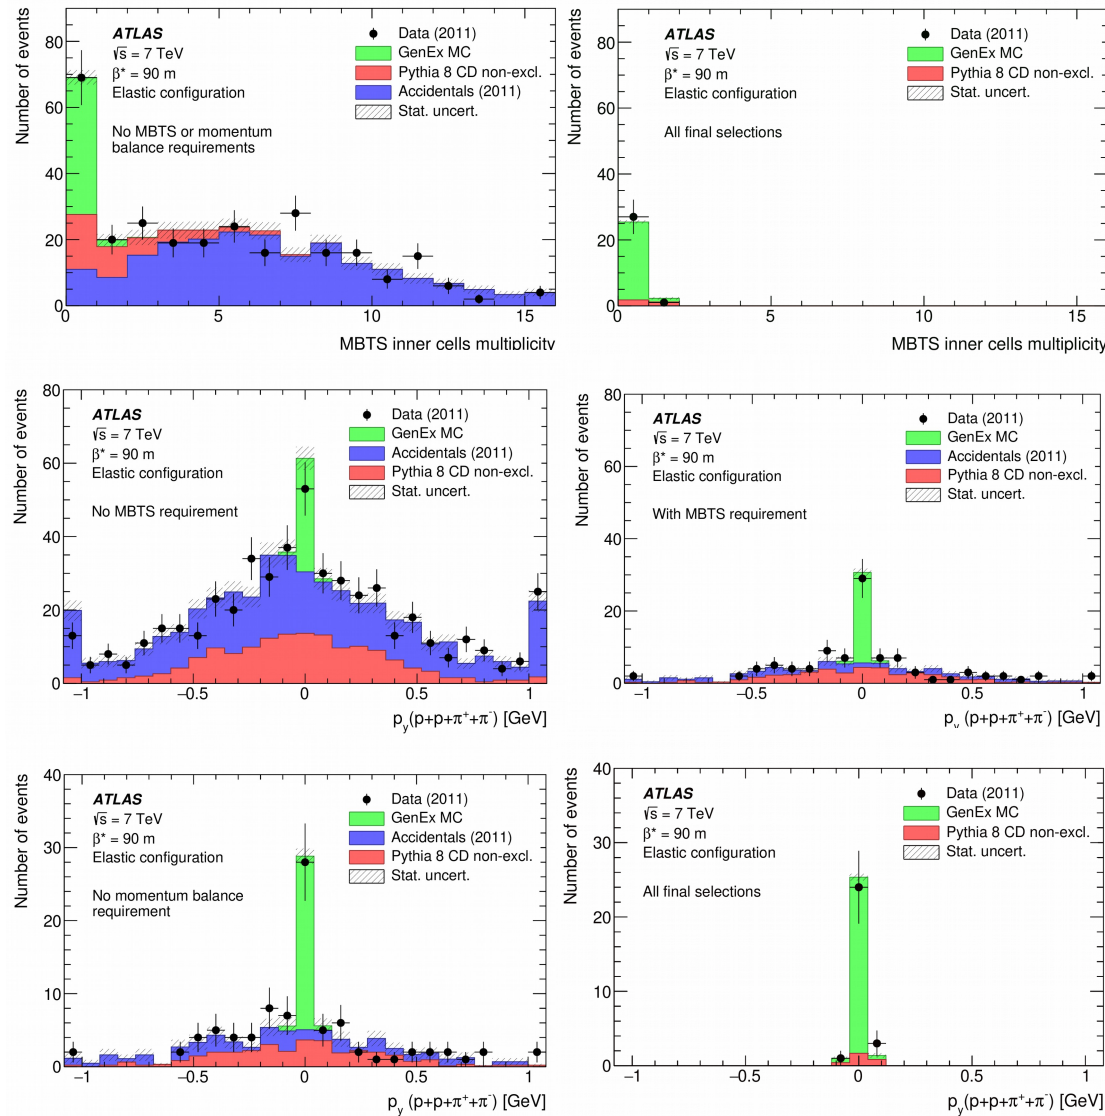 Number of events
80
60
40
20
0
ATLAS
√s = 7 TeV
β* = 90 m
Elastic configuration
No MBTS or momentum
balance requirements
Data (2011)
GenEx MC
Pythia 8 CD non-excl.
Accidentals (2011)
Stat. uncert.
0 5 10 15
MBTS inner cells multiplicity
Number of events
80
60
40
20
0
ATLAS
√s = 7 TeV
β* = 90 m
Elastic configuration
All final selections
Data (2011)
GenEx MC
Pythia 8 CD non-excl.
Stat. uncert.
0 5 10 15
MBTS inner cells multiplicity
Number of events
80
60
40
20
0
ATLAS
√s = 7 TeV
β* = 90 m
Elastic configuration
No MBTS requirement
Data (2011)
GenEx MC
Accidentals (2011)
Pythia 8 CD non-excl.
Stat. uncert.
−1 −0.5 0 0.5 1
p_y(p+p+π⁺+π⁻) [GeV]
Number of events
80
60
40
20
0
ATLAS
√s = 7 TeV
β* = 90 m
Elastic configuration
With MBTS requirement
Data (2011)
GenEx MC
Accidentals (2011)
Pythia 8 CD non-excl.
Stat. uncert.
−1 −0.5 0 0.5 1
p_y(p+p+π⁺+π⁻) [GeV]
Number of events
40
30
20
10
0
ATLAS
√s = 7 TeV
β* = 90 m
Elastic configuration
No momentum balance
requirement
Data (2011)
GenEx MC
Accidentals (2011)
Pythia 8 CD non-excl.
Stat. uncert.
−1 −0.5 0 0.5 1
p_y(p+p+π⁺+π⁻) [GeV]
Number of events
40
30
20
10
0
ATLAS
√s = 7 TeV
β* = 90 m
Elastic configuration
All final selections
Data (2011)
GenEx MC
Pythia 8 CD non-excl.
Stat. uncert.
−1 −0.5 0 0.5 1
p_y(p+p+π⁺+π⁻) [GeV]